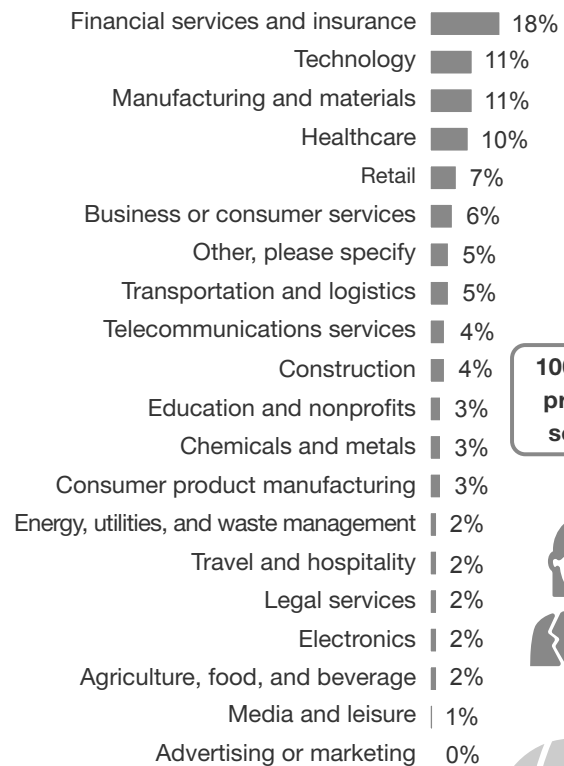 Financial services and insurance 18%
Technology 11%
Manufacturing and materials 11%
Healthcare 10%
Retail 7%
Business or consumer services 6%
Other, please specify 5%
Transportation and logistics 5%
Telecommunications services 4%
Construction 4%
Education and nonprofits 3%
Chemicals and metals 3%
Consumer product manufacturing 3%
Energy, utilities, and waste management 2%
Travel and hospitality 2%
Legal services 2%
Electronics 2%
Agriculture, food, and beverage 2%
Media and leisure 1%
Advertising or marketing 0%